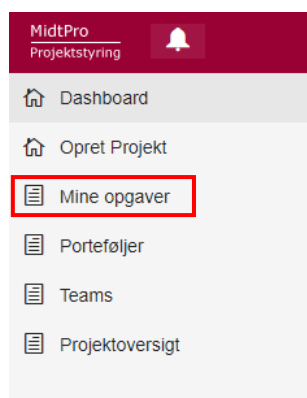 MidtPro
Projektstyring
Dashboard
Opret Projekt
Mine opgaver
Porteføljer
Teams
Projektoversigt